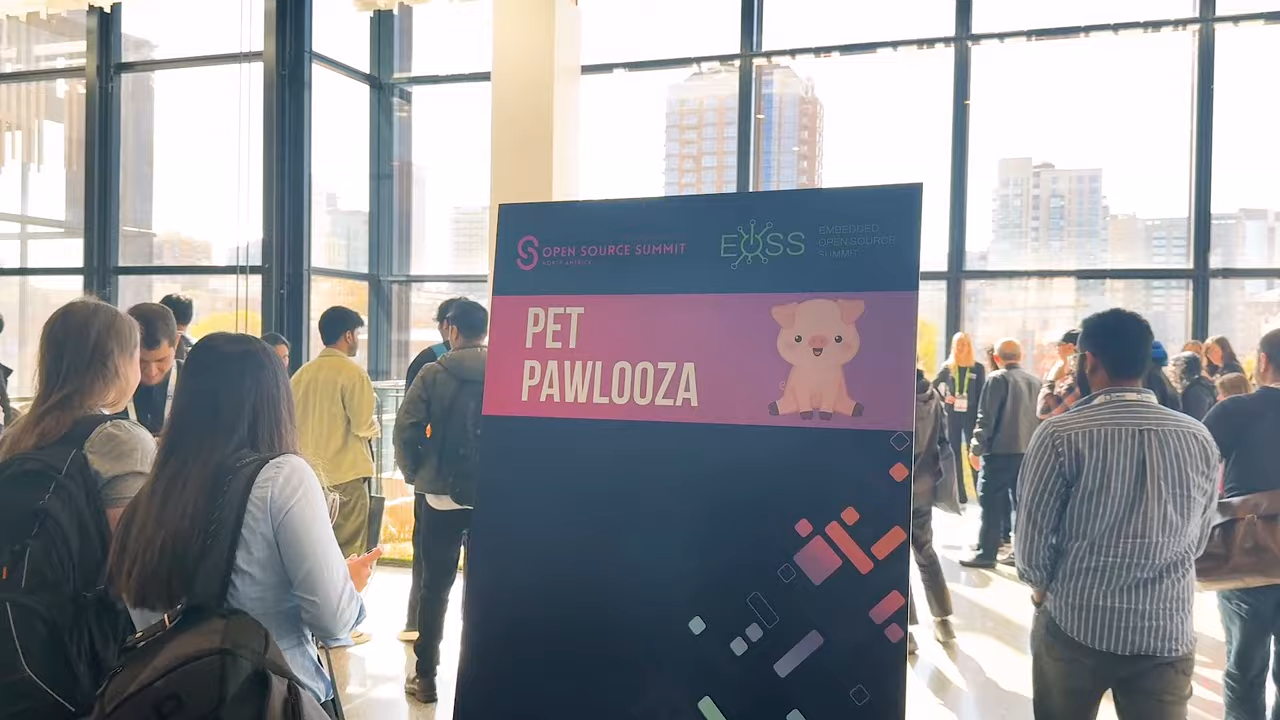 OPEN SOURCE SUMMIT
NORTH AMERICA
EOSS
EMBEDDED
OPEN SOURCE
SUMMIT
PET
PAWLOOZA